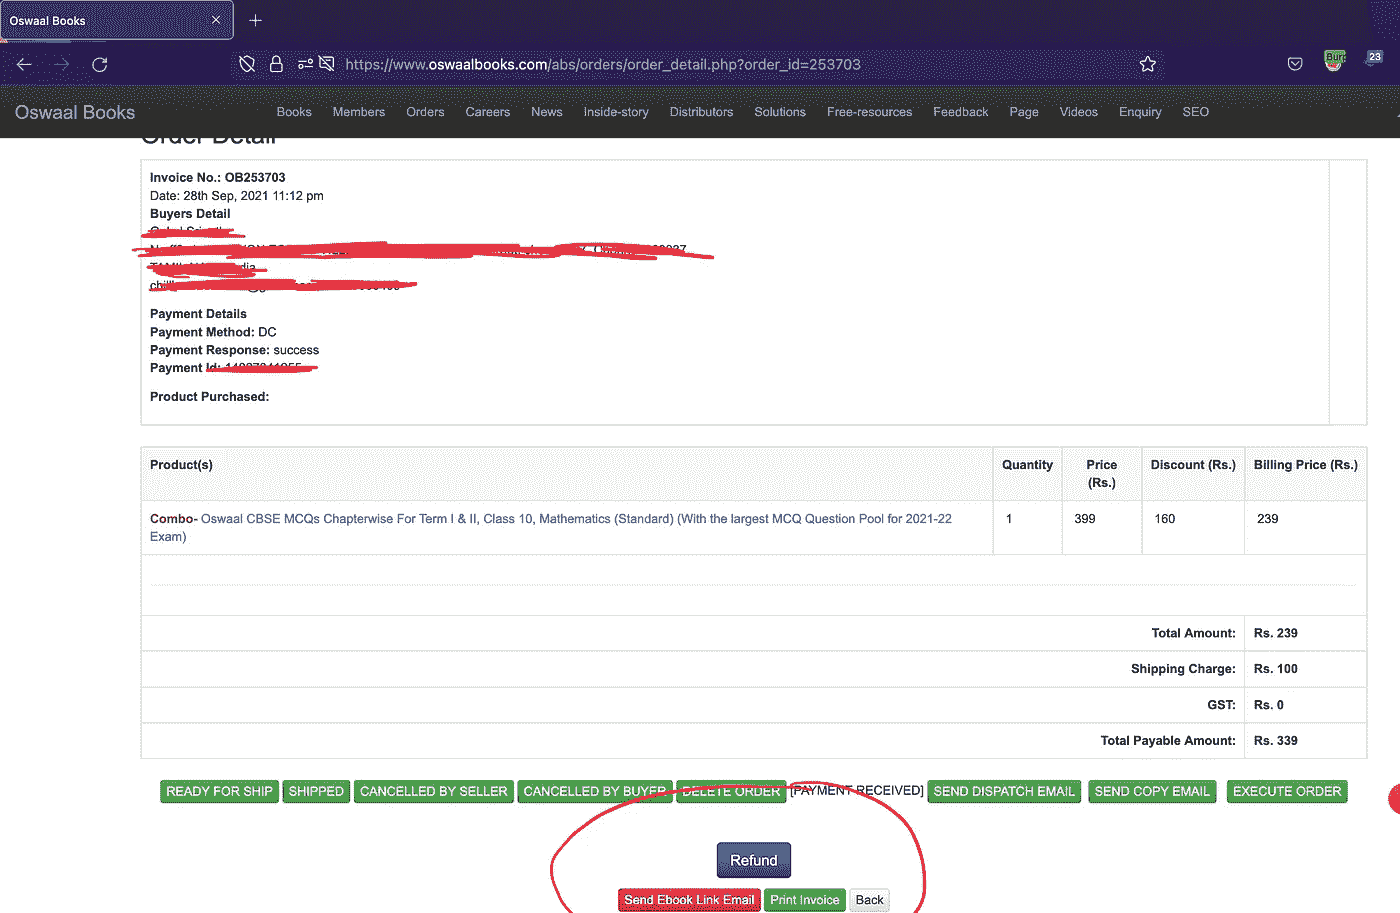 Oswaal Books
https://www.oswaalbooks.com/abs/orders/order_detail.php?order_id=253703
Burp
23
Oswaal Books Books Members Orders Careers News Inside-story Distributors Solutions Free-resources Feedback Page Videos Enquiry SEO
Order Detail
Invoice No.: OB253703
Date: 28th Sep, 2021 11:12 pm
Buyers Detail
Payment Details
Payment Method: DC
Payment Response: success
Payment Id:
Product Purchased:
Product(s) Quantity Price (Rs.) Discount (Rs.) Billing Price (Rs.)
Combo- Oswaal CBSE MCQs Chapterwise For Term I & II, Class 10, Mathematics (Standard) (With the largest MCQ Question Pool for 2021-22
Exam) 1 399 160 239
Total Amount: Rs. 239
Shipping Charge: Rs. 100
GST: Rs. 0
Total Payable Amount: Rs. 339
READY FOR SHIP SHIPPED CANCELLED BY SELLER CANCELLED BY BUYER DELETE ORDER [PAYMENT RECEIVED] SEND DISPATCH EMAIL SEND COPY EMAIL EXECUTE ORDER
Refund
Send Ebook Link Email Print Invoice Back